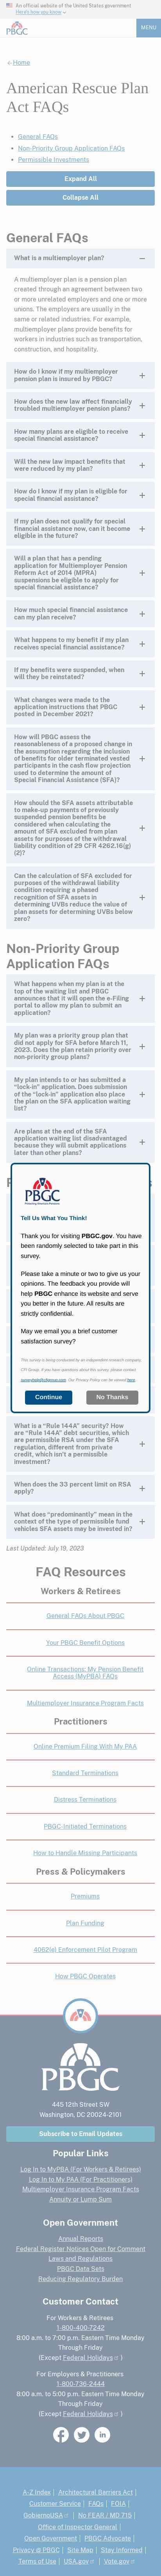 An official website of the United States government
Here's how you know
PBGC
MENU
Home
American Rescue Plan
Act FAQs
General FAQs
Non-Priority Group Application FAQs
Permissible Investments
Expand All
Collapse All
General FAQs
What is a multiemployer plan?
A multiemployer plan is a pension plan
created through an agreement between
two or more employers and a union.
The employers are usually in the same
or related industries. Multiemployer
plans provide coverage to many
workers in industries such as
transportation, construction,
hospitality.
How do I know if my multiemployer
pension plan is insured by PBGC?
How does the new law affect financially
troubled multiemployer pension plans?
How many plans are eligible to receive
special financial assistance?
Will the new law impact benefits that
were reduced by my plan?
How do I know if my plan is eligible for
special financial assistance?
If my plan does not qualify for special
financial assistance now, can it become
eligible in the future?
Will a plan that has a pending
application for Multiemployer Pension
Reform Act of 2014 (MPRA)
suspensions be eligible to apply for
special financial assistance?
How much special financial assistance
can my plan receive?
What happens to my benefit if my plan
receives special financial assistance?
If my benefits were suspended, when
will they be reinstated?
What changes were made to the
application instructions that PBGC
posted in December 2021?
How will PBGC assess the
reasonableness of a proposed change in
the assumption regarding the inclusion
of benefits for older terminated vested
participants in the cash flow projection
used to determine the amount of
Special Financial Assistance (SFA)?
How should the SFA assets attributable
to make-up payments of previously
suspended pension benefits be
considered when calculating the
amount of SFA excluded from plan
assets for purposes of the withdrawal
liability condition of 29 CFR 4262.16(g)
(2)?
Can the calculation of SFA excluded for
purposes of the withdrawal liability
condition requiring a phased
recognition of SFA assets in
determining UVBs reduce the value of
plan assets for determining UVBs below
zero?
Non-Priority Group
Application FAQs
What happens when my plan is at the
top of the waiting list and PBGC
announces that it will open the e-Filing
portal to allow my plan to submit an
application?
My plan was a priority group plan that
did not apply for SFA before March 11,
2023. Does the plan retain priority over
non-priority group plans?
My plan intends to or has submitted a
"lock-in" application. Does submission
of the "lock-in" application also place
the plan on the SFA application waiting
list?
Are plans at the end of the SFA
application waiting list disadvantaged
because they will submit applications
later than other plans?
PBGC
Tell Us What You Think!
Thank you for visiting PBGC.gov. You have
been randomly selected to take part in this
survey.
Please take a minute or two to give us your
opinions. The feedback you provide will
help PBGC enhance its website and serve
you better in the future. All results are
strictly confidential.
May we email you a brief customer
satisfaction survey?
This survey is being conducted by an independent research company,
CFI Group. If you have questions about this survey, please contact
surveyhelp@cfigroup.com. Our Privacy Policy can be viewed here
Continue
No Thanks
What is a "Rule 144A" security? How
are "Rule 144A" debt securities, which
are permissible RSA under the SFA
regulation, different from private
credit, which isn't a permissible
investment?
When does the 33 percent limit on RSA
apply?
What does "predominantly" mean in the
context of the type of permissible fund
vehicles SFA assets may be invested in?
Last Updated: July 19, 2023
FAQ Resources
Workers & Retirees
General FAQs About PBGC
Your PBGC Benefit Options
Online Transactions: My Pension Benefit
Access (MyPBA) FAQs
Multiemployer Insurance Program Facts
Practitioners
Online Premium Filing With My PAA
Standard Terminations
Distress Terminations
PBGC-Initiated Terminations
How to Handle Missing Participants
Press & Policymakers
Premiums
Plan Funding
4062(e) Enforcement Pilot Program
How PBGC Operates
PBGC
445 12th Street SW
Washington, DC 20024-2101
Subscribe to Email Updates
Popular Links
Log In to MyPBA (For Workers & Retirees)
Log In to My PAA (For Practitioners)
Multiemployer Insurance Program Facts
Annuity or Lump Sum
Open Government
Annual Reports
Federal Register Notices Open for Comment
Laws and Regulations
PBGC Data Sets
Reducing Regulatory Burden
Customer Contact
For Workers & Retirees
1-800-400-7242
8:00 a.m. to 7:00 p.m. Eastern Time Monday
Through Friday
(Except Federal Holidays )
For Employers & Practitioners
1-800-736-2444
8:00 a.m. to 5:00 p.m. Eastern Time Monday
Through Friday
(Except Federal Holidays )
A-Z Index | Architectural Barriers Act |
Customer Service | FAQs | FOIA |
GobiernoUSA | No FEAR / MD 715 |
Office of Inspector General |
Open Government | PBGC Advocate |
Privacy @ PBGC | Site Map | Stay Informed |
Terms of Use | USA.gov | Vote.gov